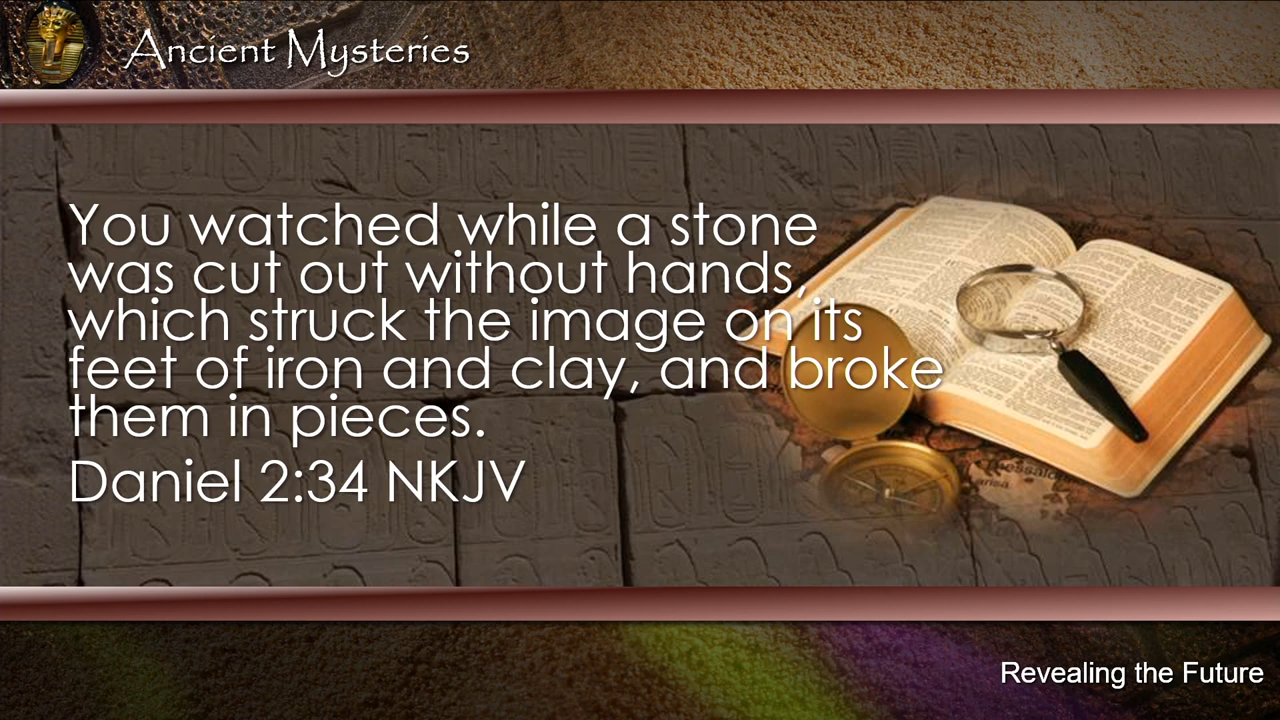 Ancient Mysteries
You watched while a stone
was cut out without hands,
which struck the image on its
feet of iron and clay, and broke
them in pieces.
Daniel 2:34 NKJV
Revealing the Future